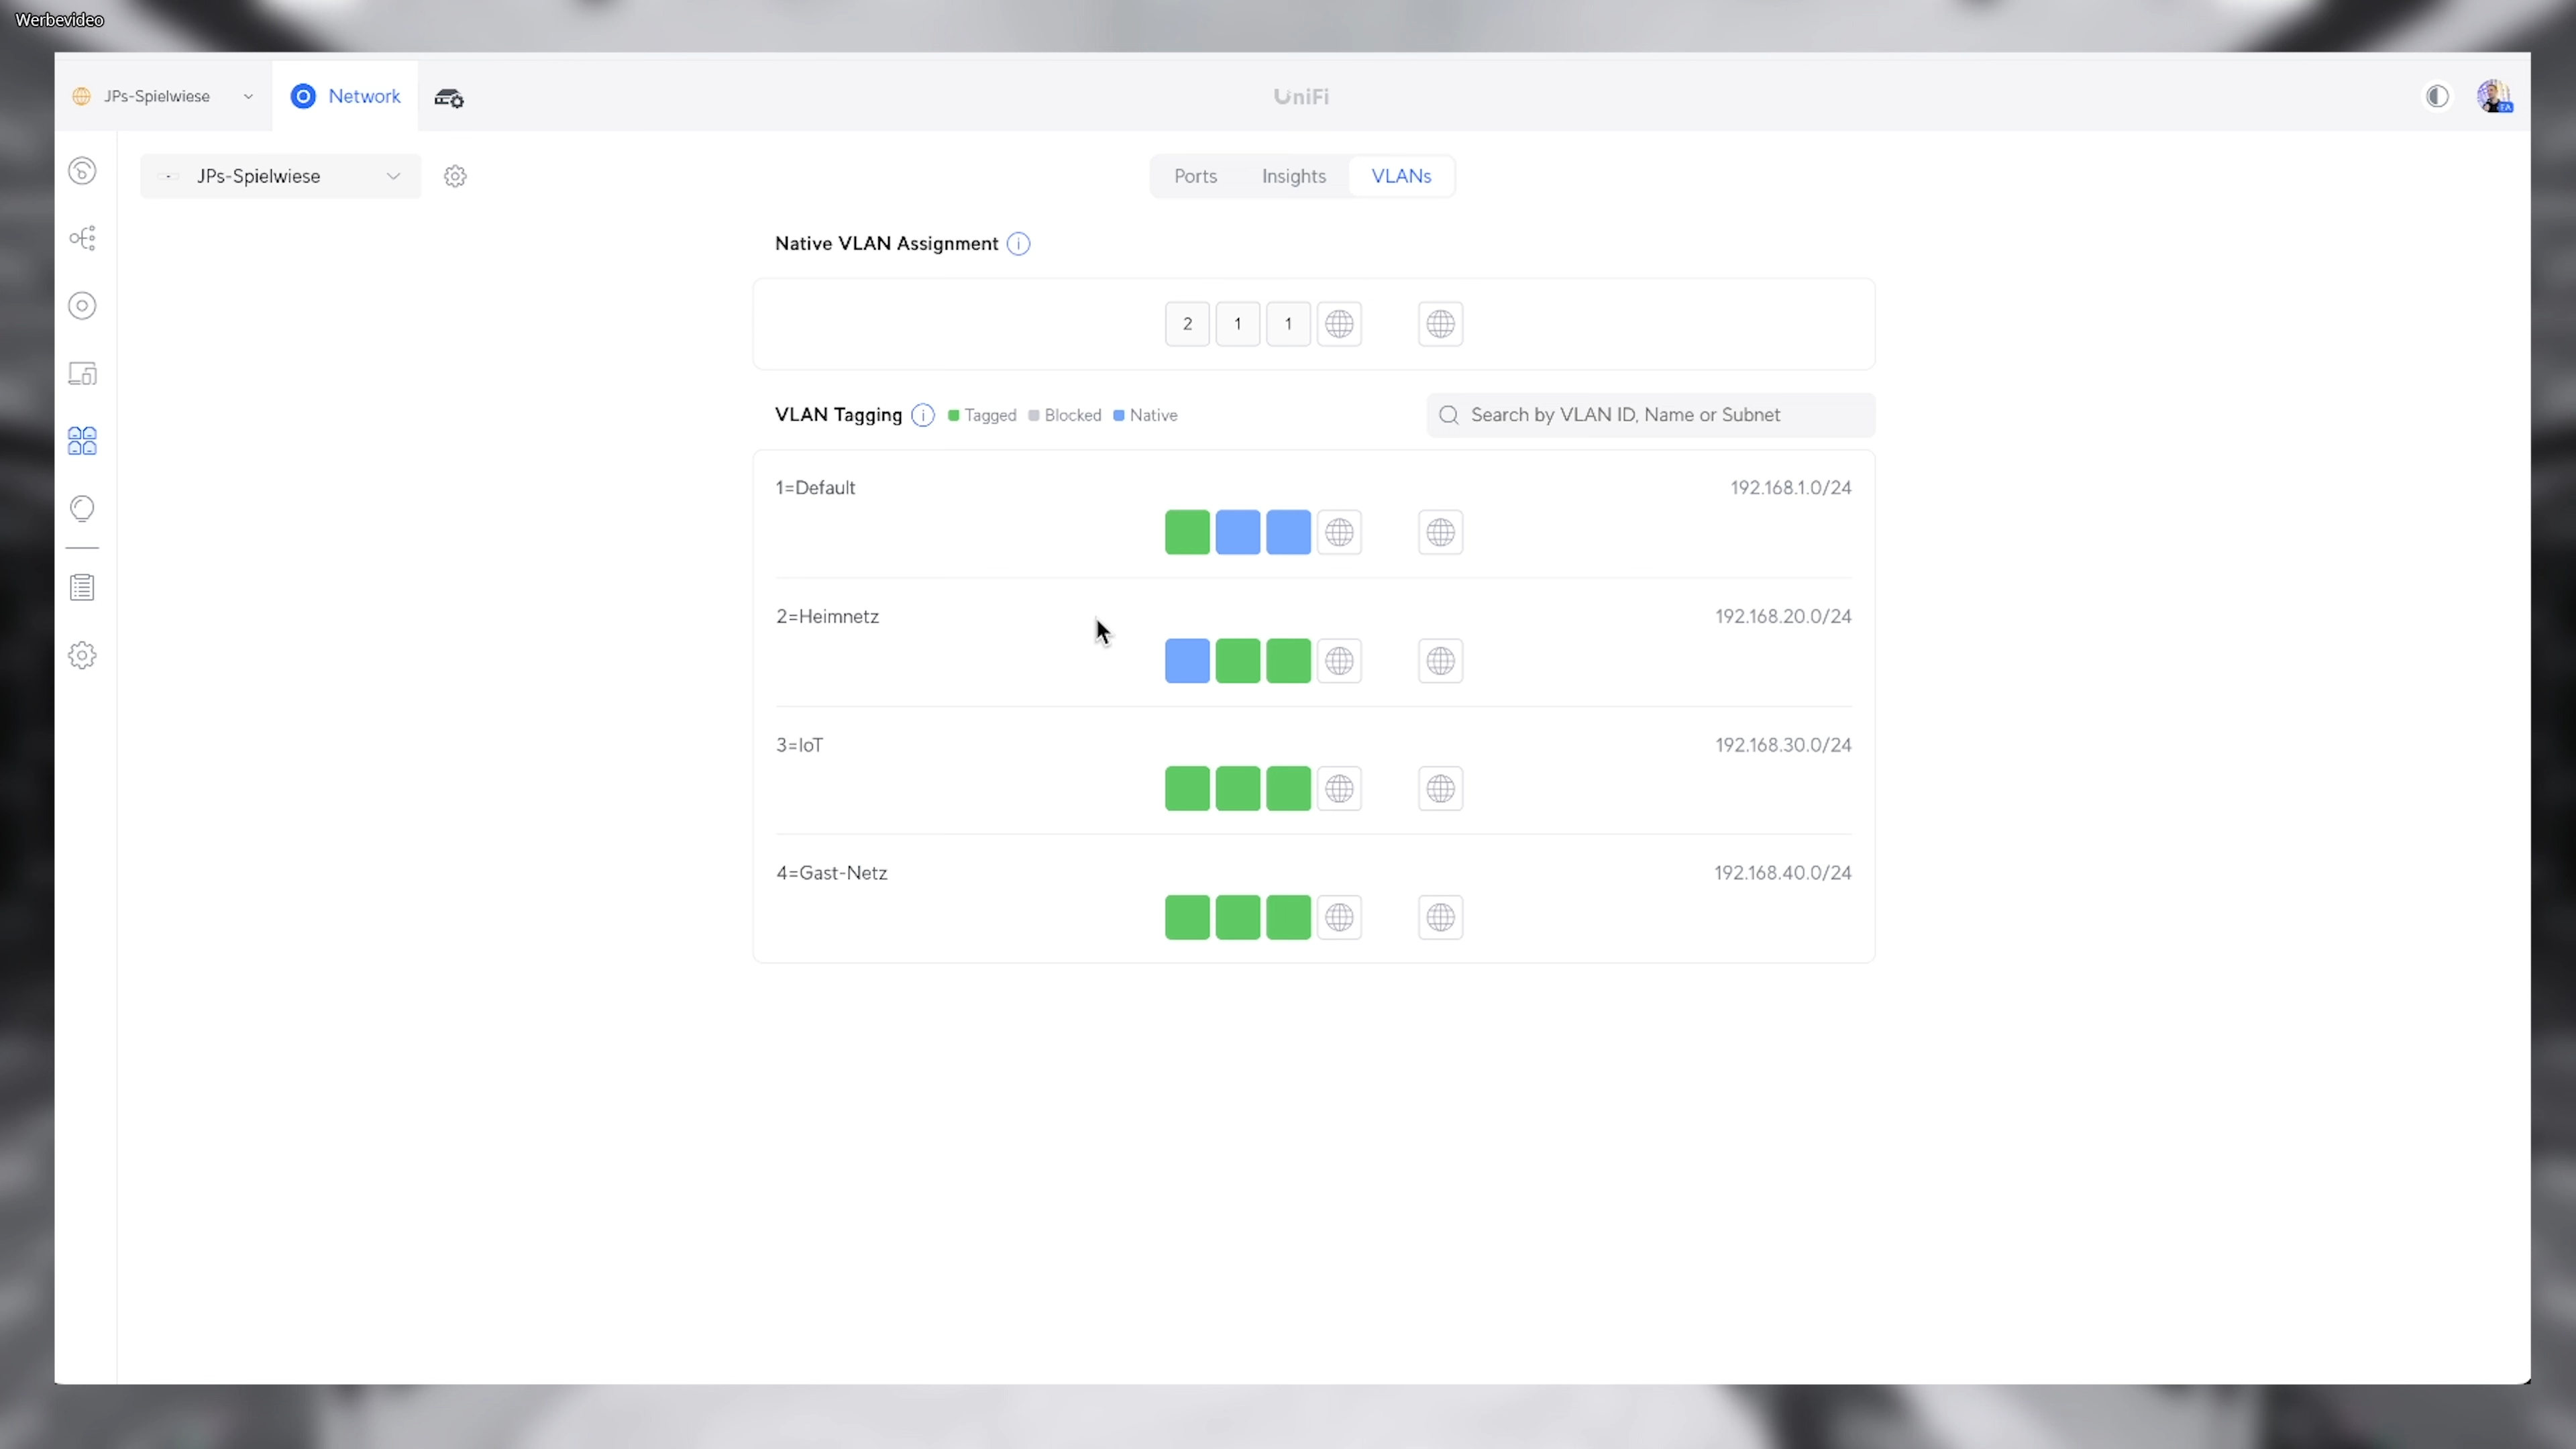 Werbevideo
JPs-Spielwiese
Network
UniFi
JPs-Spielwiese
Ports
Insights
VLANs
Native VLAN Assignment
2
1
1
VLAN Tagging
Tagged
Blocked
Native
Search by VLAN ID, Name or Subnet
1=Default
192.168.1.0/24
2=Heimnetz
192.168.20.0/24
3=IoT
192.168.30.0/24
4=Gast-Netz
192.168.40.0/24